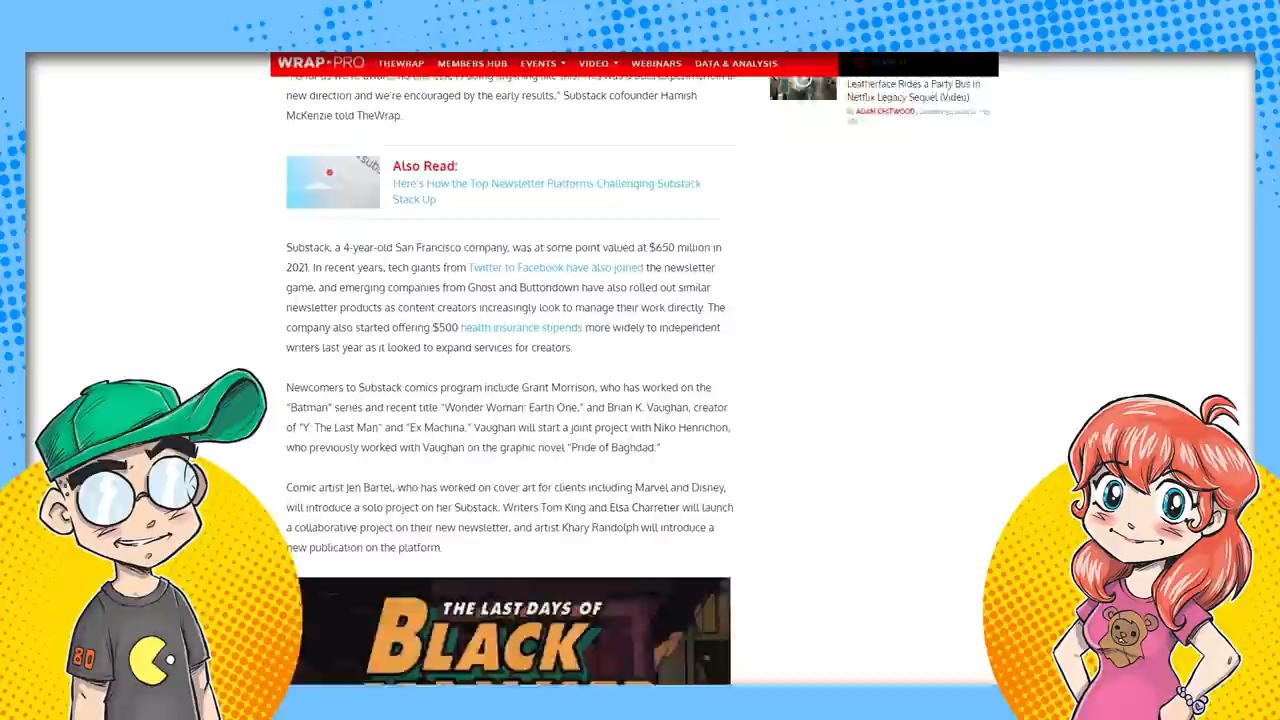 WRAP PRO THEWRAP MEMBERS HUB EVENTS VIDEO WEBINARS DATA & ANALYSIS
new direction and we're encouraged by the early results," Substack cofounder Hamish
McKenzie told TheWrap.
Leatherface Rides a Party Bus in
Netflix Legacy Sequel (Video)
Also Read:
Here's How the Top Newsletter Platforms Challenging Substack
Stack Up
Substack, a 4-year-old San Francisco company, was at some point valued at $650 million in
2021. In recent years, tech giants from Twitter to Facebook have also joined the newsletter
game, and emerging companies from Ghost and Buttondown have also rolled out similar
newsletter products as content creators increasingly look to manage their work directly. The
company also started offering $500 health insurance stipends more widely to independent
writers last year as it looked to expand services for creators.
Newcomers to Substack comics program include Grant Morrison, who has worked on the
"Batman" series and recent title "Wonder Woman: Earth One," and Brian K. Vaughan, creator
of "Y: The Last Man" and "Ex Machina." Vaughan will start a joint project with Niko Henrichon,
who previously worked with Vaughan on the graphic novel "Pride of Baghdad."
Comic artist Jen Bartel, who has worked on cover art for clients including Marvel and Disney,
will introduce a solo project on her Substack. Writers Tom King and Elsa Charretier will launch
a collaborative project on their new newsletter, and artist Khary Randolph will introduce a
new publication on the platform.
THE LAST DAYS OF
BLACK
80